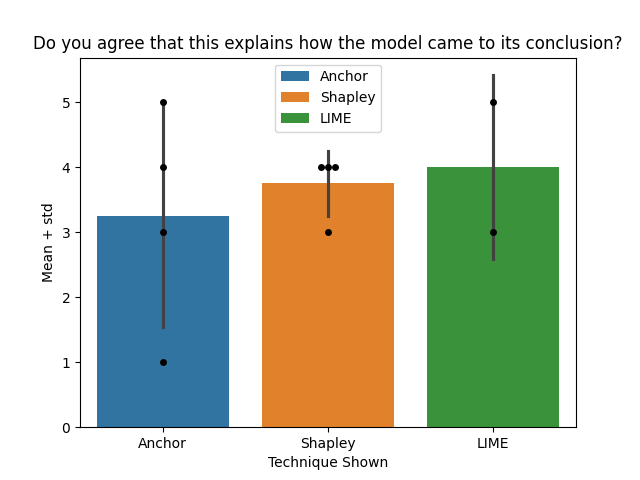 Do you agree that this explains how the model came to its conclusion?
Anchor
Shapley
LIME
Mean + std
5
4
3
2
1
0
Anchor Shapley LIME
Technique Shown